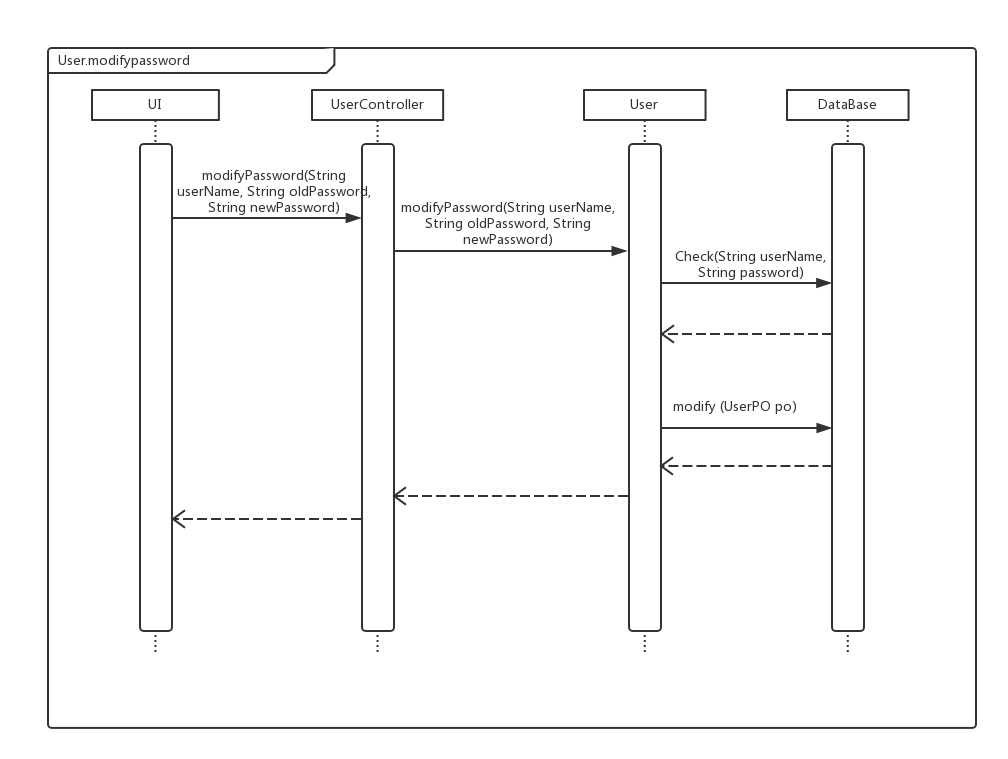 User.modifypassword
UI
UserController
User
DataBase
modifyPassword(String
userName, String oldPassword,
String newPassword)
modifyPassword(String userName,
String oldPassword, String
newPassword)
Check(String userName,
String password)
modify (UserPO po)